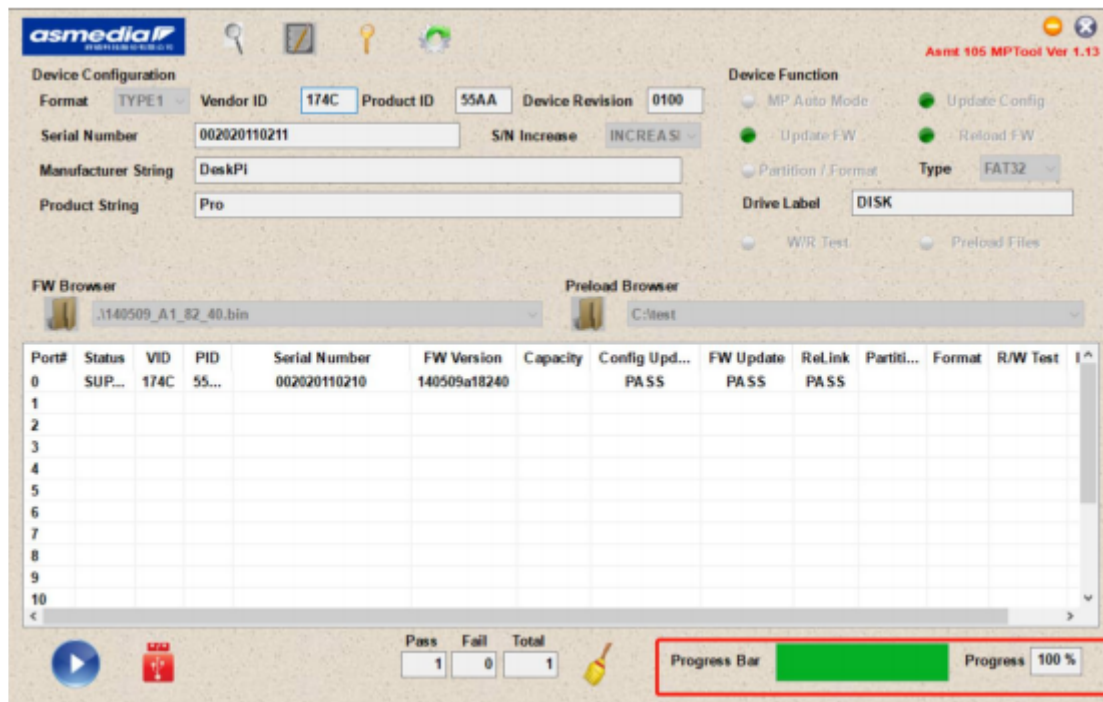 asmedia
Asmt 105 MPTool Ver 1.13
Device Configuration
Device Function
Format TYPE1 Vendor ID 174C Product ID 55AA Device Revision 0100
MP Auto Mode Update Config
Serial Number 002020110211 S/N Increase INCREASI
Update FW Reload FW
Manufacturer String DeskPi
Partition / Format Type FAT32
Product String Pro
Drive Label DISK
W/R Test Preload Files
FW Browser Preload Browser
.\140509_A1_82_40.bin C:\test
Port# Status VID PID Serial Number FW Version Capacity Config Upd... FW Update ReLink Partiti... Format R/W Test
0 SUP... 174C 55... 002020110210 140509a18240 PASS PASS PASS
1
2
3
4
5
6
7
8
9
10
Pass Fail Total
1 0 1
Progress Bar Progress 100 %